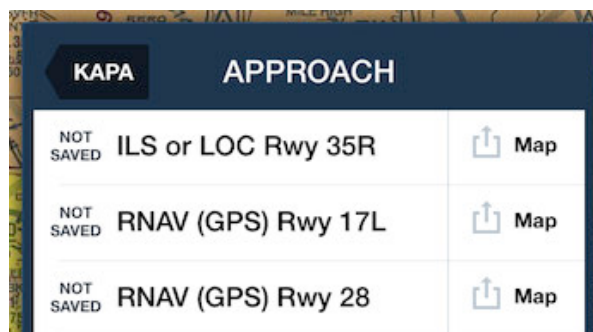 KAPA APPROACH
NOT SAVED ILS or LOC Rwy 35R Map
NOT SAVED RNAV (GPS) Rwy 17L Map
NOT SAVED RNAV (GPS) Rwy 28 Map